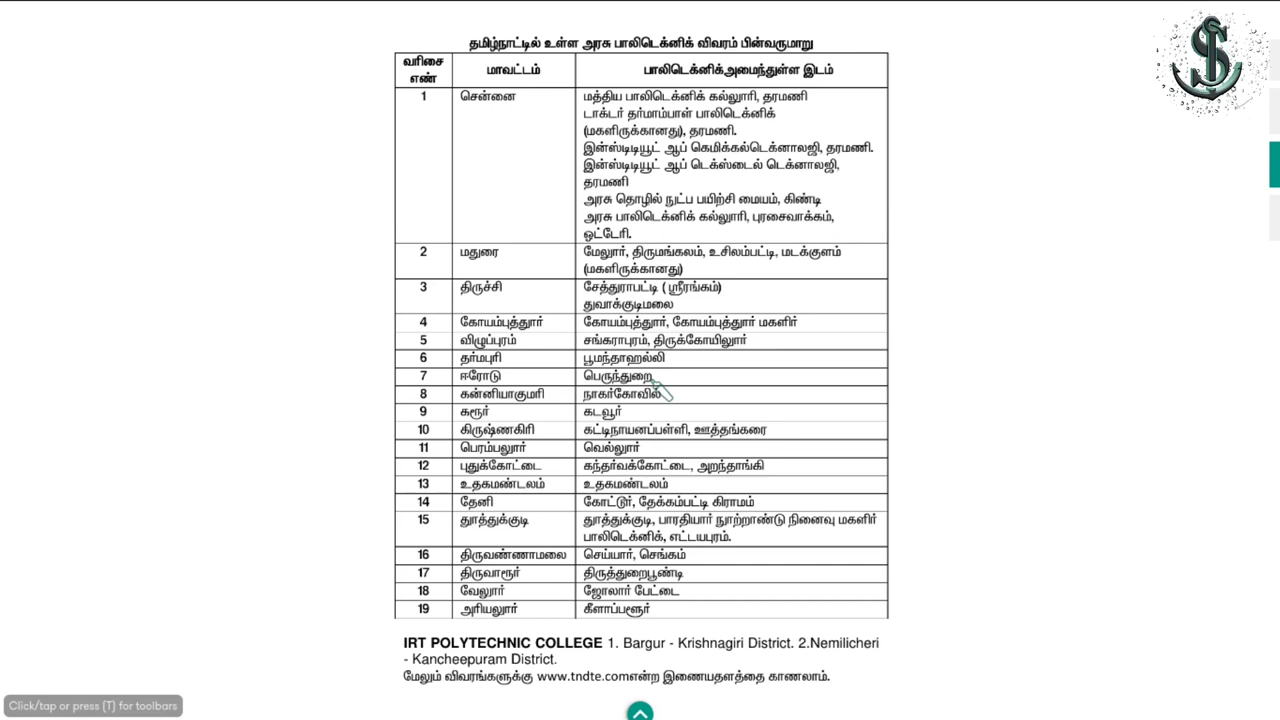 தமிழ்நாட்டில் உள்ள அரசு பாலிடெக்னிக் விவரம் பின்வருமாறு
வரிசை எண் மாவட்டம் பாலிடெக்னிக்அமைந்துள்ள இடம்
1 சென்னை மத்திய பாலிடெக்னிக் கல்லூரி, தரமணி
டாக்டர் தர்மாம்பாள் பாலிடெக்னிக்
(மகளிருக்கானது), தரமணி.
இன்ஸ்டிடியூட் ஆப் கெமிக்கல்டெக்னாலஜி, தரமணி.
இன்ஸ்டிடியூட் ஆப் டெக்ஸ்டைல் டெக்னாலஜி,
தரமணி
அரசு தொழில் நுட்ப பயிற்சி மையம், கிண்டி
அரசு பாலிடெக்னிக் கல்லூரி, புரசைவாக்கம்,
ஒட்டேரி.
2 மதுரை மேலூர், திருமங்கலம், உசிலம்பட்டி, மடக்குளம்
(மகளிருக்கானது)
3 திருச்சி சேத்துராபட்டி ( ஸ்ரீரங்கம்)
துவாக்குடிமலை
4 கோயம்புத்தூர் கோயம்புத்தூர், கோயம்புத்தூர் மகளிர்
5 விழுப்புரம் சங்கராபுரம், திருக்கோயிலூர்
6 தர்மபுரி பூமந்தாஹல்லி
7 ஈரோடு பெருந்துறை
8 கன்னியாகுமரி நாகர்கோவில்
9 கரூர் கடவூர்
10 கிருஷ்ணகிரி கட்டிநாயனப்பள்ளி, ஊத்தங்கரை
11 பெரம்பலூர் வெல்லூர்
12 புதுக்கோட்டை கந்தர்வக்கோட்டை, அறந்தாங்கி
13 உதகமண்டலம் உதகமண்டலம்
14 தேனி கோட்டூர், தேக்கம்பட்டி கிராமம்
15 தூத்துக்குடி தூத்துக்குடி, பாரதியார் நூற்றாண்டு நினைவு மகளிர்
பாலிடெக்னிக், எட்டயபுரம்.
16 திருவண்ணாமலை செய்யார், செங்கம்
17 திருவாரூர் திருத்துறைபூண்டி
18 வேலூர் ஜோலார் பேட்டை
19 அரியலூர் கீளாப்பளூர்
IRT POLYTECHNIC COLLEGE 1. Bargur - Krishnagiri District. 2.Nemilicheri
- Kancheepuram District.
மேலும் விவரங்களுக்கு www.tndte.comஎன்ற இணையதளத்தை காணலாம்.
Click/tap or press (T) for toolbars